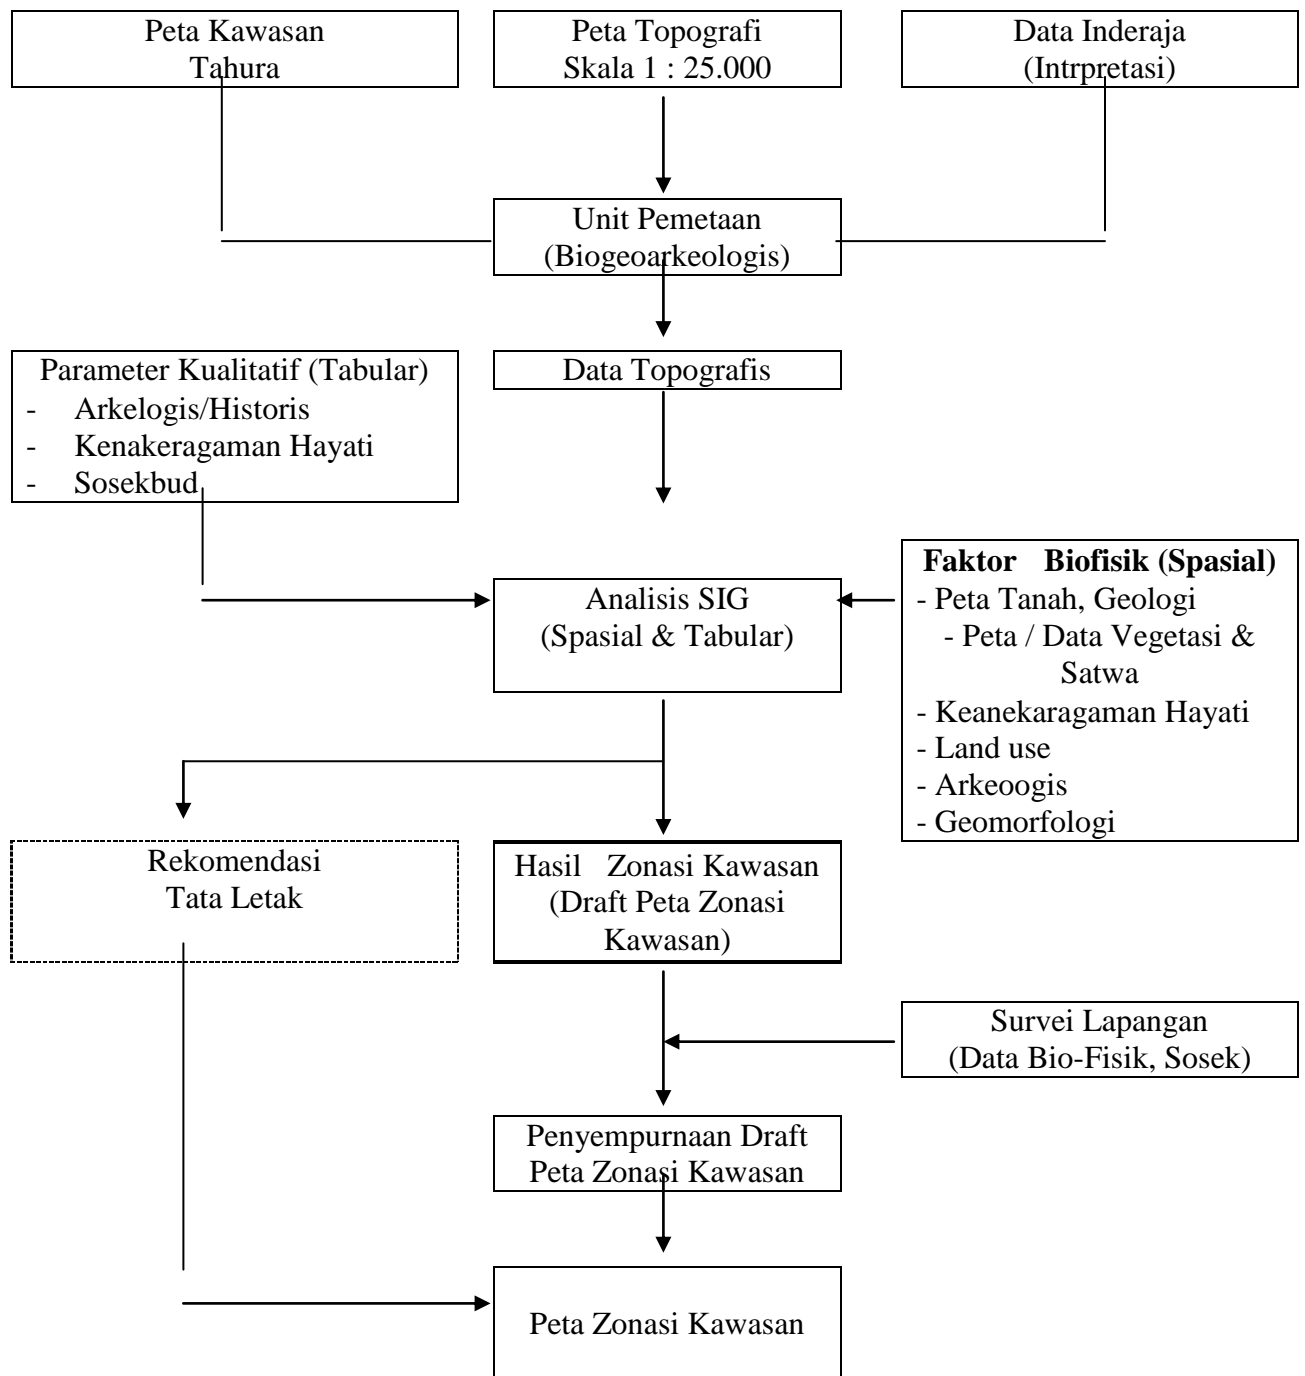 Peta Kawasan
Tahura
Peta Topografi
Skala 1 : 25.000
Data Inderaja
(Intrpretasi)
Unit Pemetaan
(Biogeoarkeologis)
Parameter Kualitatif (Tabular)
- Arkelogis/Historis
- Kenakeragaman Hayati
- Sosekbud
Data Topografis
Analisis SIG
(Spasial & Tabular)
Faktor Biofisik (Spasial)
- Peta Tanah, Geologi
- Peta / Data Vegetasi &
Satwa
- Keanekaragaman Hayati
- Land use
- Arkeoogis
- Geomorfologi
Rekomendasi
Tata Letak
Hasil Zonasi Kawasan
(Draft Peta Zonasi
Kawasan)
Survei Lapangan
(Data Bio-Fisik, Sosek)
Penyempurnaan Draft
Peta Zonasi Kawasan
Peta Zonasi Kawasan